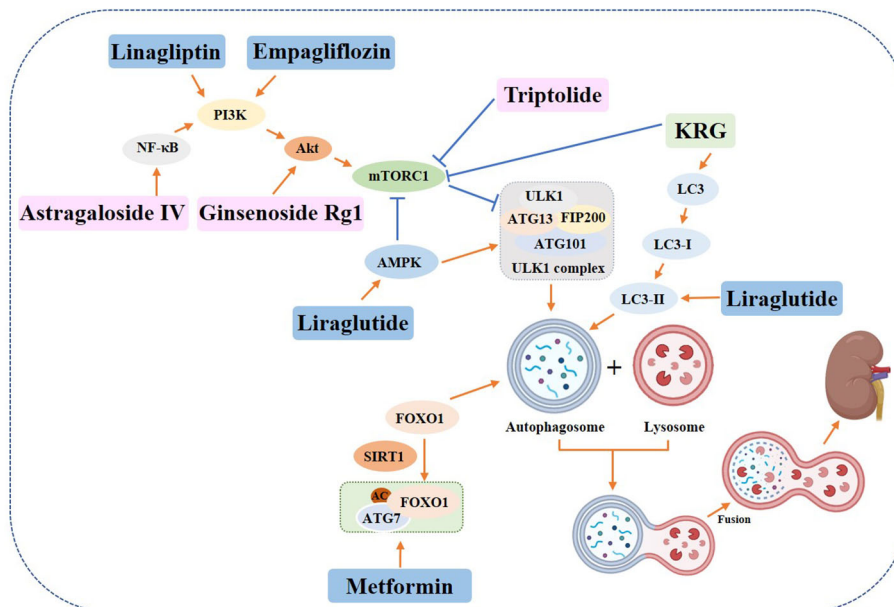 Linagliptin
Empagliflozin
Triptolide
PI3K
KRG
NF-κB
Akt
mTORC1
LC3
Astragaloside IV
Ginsenoside Rg1
ULK1
ATG13
FIP200
ATG101
ULK1 complex
LC3-I
AMPK
Liraglutide
LC3-II
Liraglutide
+
FOXO1
Autophagosome
Lysosome
SIRT1
AC
FOXO1
ATG7
Fusion
Metformin